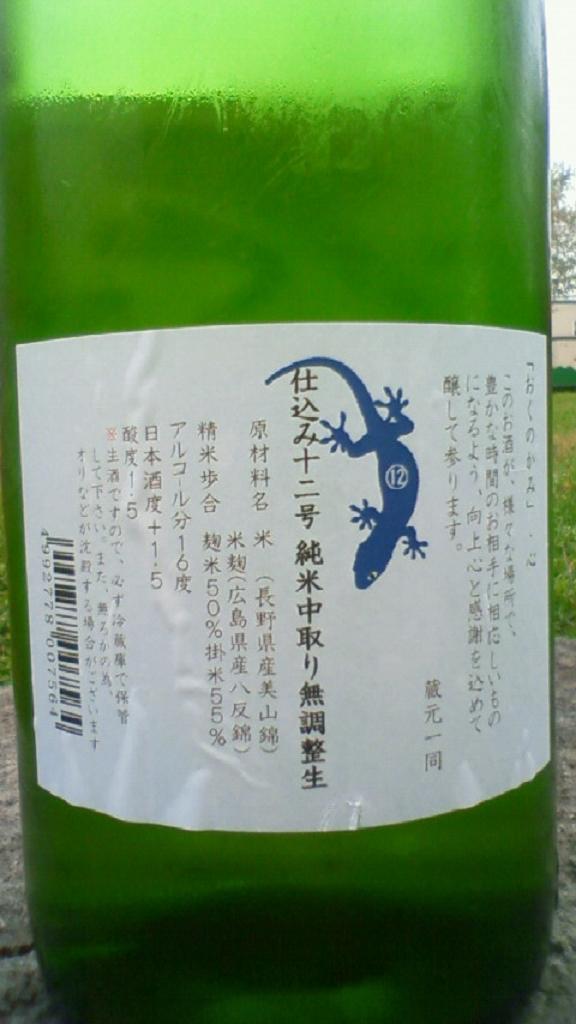 「おくのかみ」・心
このお酒が、様々な場所で、
豊かな時間のお相手に相応しいもの
になるよう、向上心と感謝を込めて
醸して参ります。
蔵元一同
⑫
仕込み十二号 純米中取り無調整生
原材料名 米 (長野県産美山錦)
米麹(広島県産八反錦)
精米歩合 麹米50%掛米55%
アルコール分16度
日本酒度+1.5
酸度1.5
※生酒ですので、必ず冷蔵庫で保管
して下さい。また、無ろかの為、
オリなどが沈殿する場合がございます
4992778 007564